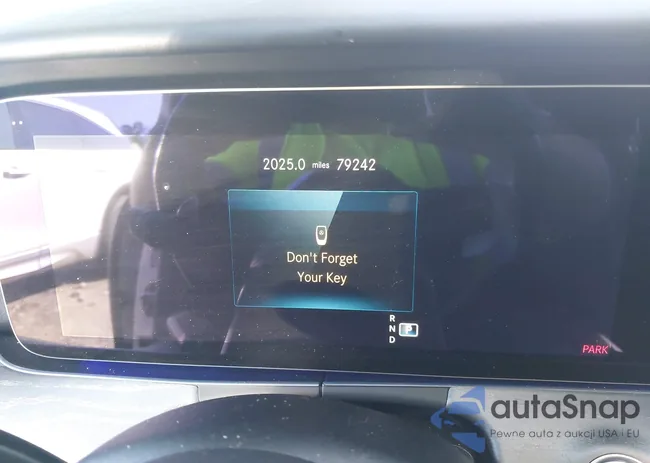 2025.0 miles 79242
Don't Forget
Your Key
R
N P
D
PARK
autaSnap
Pewne auta z aukcji USA i EU